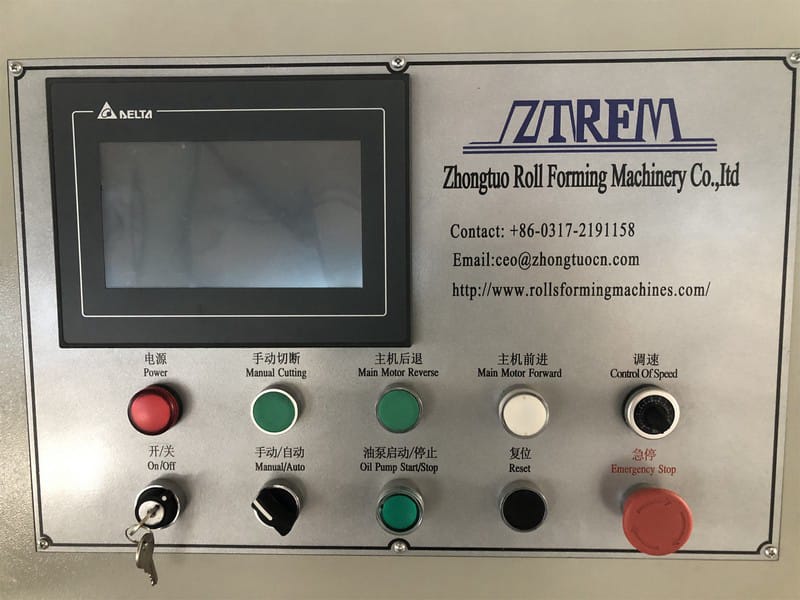 DELTA
ZTRFM
Zhongtuo Roll Forming Machinery Co.,ltd
Contact: +86-0317-2191158
Email:ceo@zhongtuocn.com
http://www.rollsformingmachines.com/
电源
Power
手动切断
Manual Cutting
主机后退
Main Motor Reverse
主机前进
Main Motor Forward
调速
Control Of Speed
开/关
On/Off
手动/自动
Manual/Auto
油泵启动/停止
Oil Pump Start/Stop
复位
Reset
急停
Emergency Stop